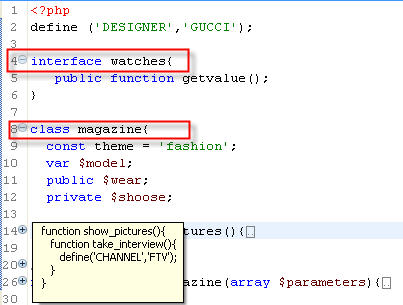 1 <?php
2 define ('DESIGNER','GUCCI');
3
4 interface watches{
5 public function getvalue();
6 }
7
8 class magazine{
9 const theme = 'fashion';
10 var $model;
11 public $wear;
12 private $shoose;
13
14 tures(){
function show_pictures(){
function take_interview(){
define('CHANNEL','FTV');
}
}
20
26 azine(array $parameters){